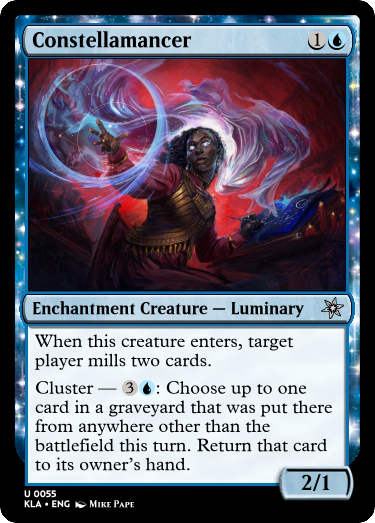 Constellamancer 1
Enchantment Creature — Luminary
When this creature enters, target
player mills two cards.
Cluster — 3: Choose up to one
card in a graveyard that was put there
from anywhere other than the
battlefield this turn. Return that card
to its owner's hand.
2/1
U 0055
KLA • ENG Mike Pape